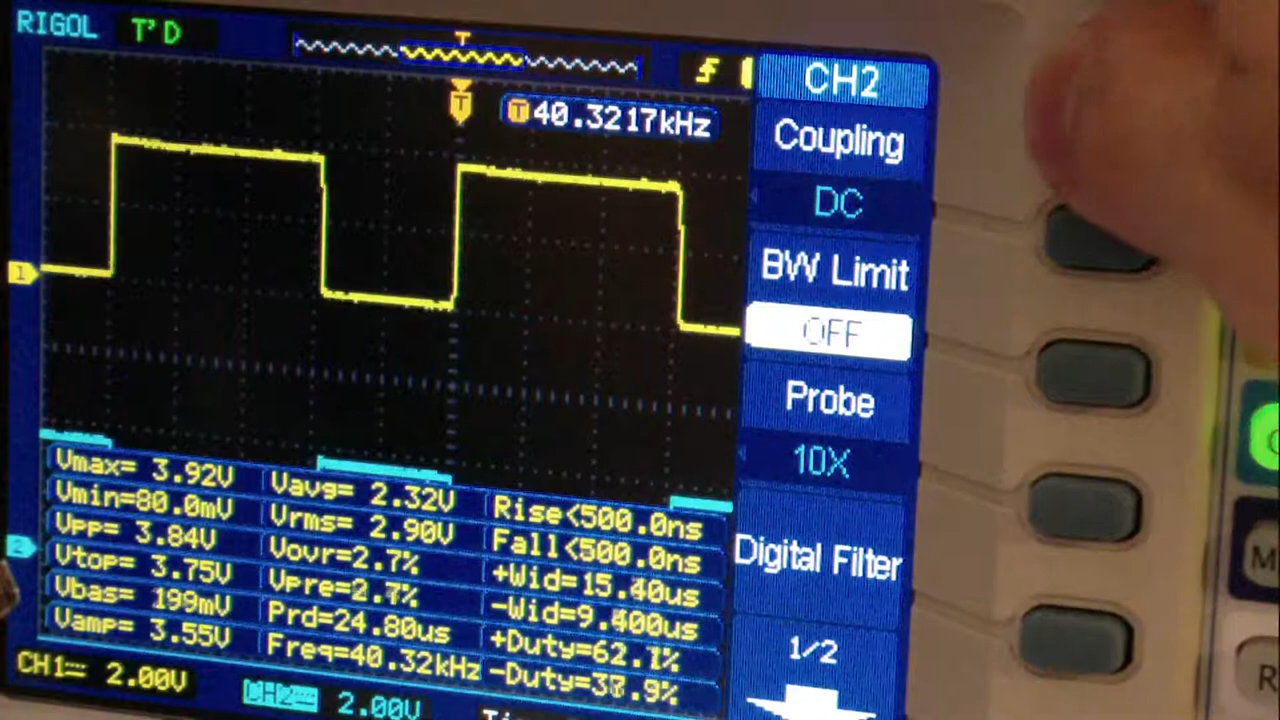 RIGOL T'D
T
T 40.3217kHz
1
2
Vmax= 3.92V
Vmin=80.0mV
Vpp= 3.84V
Vtop= 3.75V
Vbas= 199mV
Vamp= 3.55V
Vavg= 2.32V
Vrms= 2.90V
Vovr=2.7%
Vpre=2.7%
Prd=24.80us
Freq=40.32kHz
Rise<500.0ns
Fall<500.0ns
+Wid=15.40us
-Wid=9.400us
+Duty=62.1%
-Duty=37.9%
CH1 2.00V
CH2 2.00V
CH2
Coupling
DC
BW Limit
OFF
Probe
10X
Digital Filter
1/2